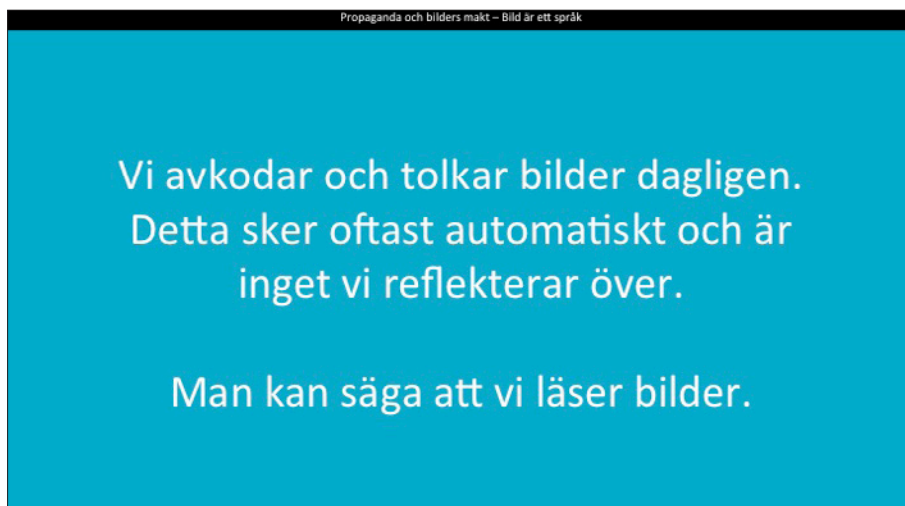 Propaganda och bilders makt – Bild är ett språk
Vi avkodar och tolkar bilder dagligen.
Detta sker oftast automatiskt och är
inget vi reflekterar över.
Man kan säga att vi läser bilder.